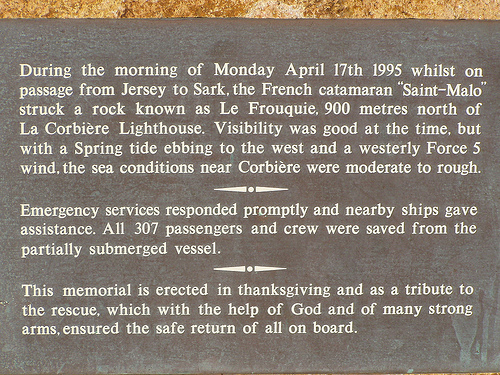 During the morning of Monday April 17th 1995 whilst on
passage from Jersey to Sark, the French catamaran "Saint-Malo"
struck a rock known as Le Frouquie, 900 metres north of
La Corbière Lighthouse. Visibility was good at the time, but
with a Spring tide ebbing to the west and a westerly Force 5
wind, the sea conditions near Corbière were moderate to rough.
Emergency services responded promptly and nearby ships gave
assistance. All 307 passengers and crew were saved from the
partially submerged vessel.
This memorial is erected in thanksgiving and as a tribute to
the rescue, which with the help of God and of many strong
arms, ensured the safe return of all on board.